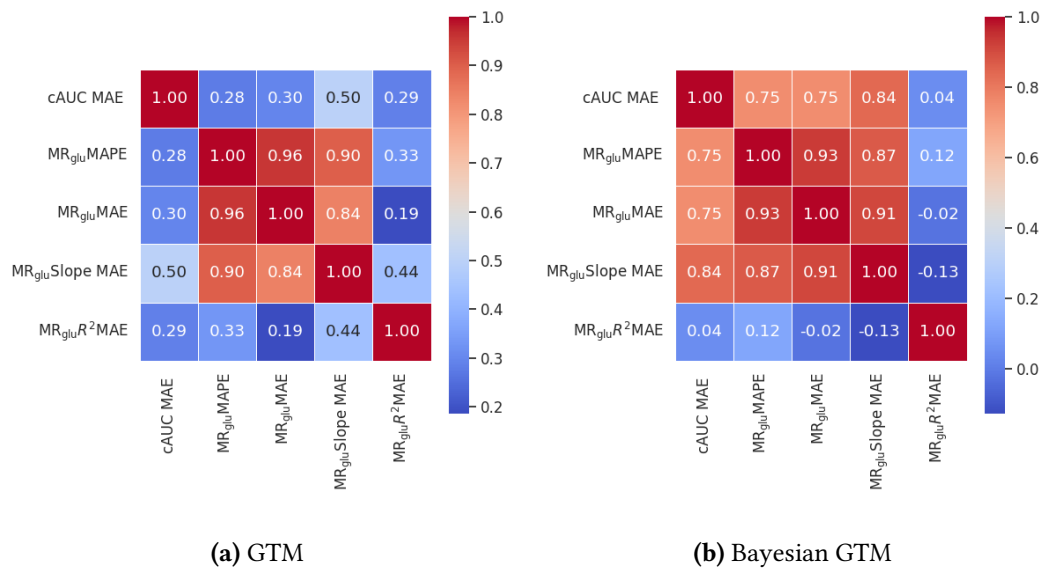 cAUC MAE 1.00 0.28 0.30 0.50 0.29
MRgluMAPE 0.28 1.00 0.96 0.90 0.33
MRgluMAE 0.30 0.96 1.00 0.84 0.19
MRgluSlope MAE 0.50 0.90 0.84 1.00 0.44
MRgluR²MAE 0.29 0.33 0.19 0.44 1.00
cAUC MAE
MRgluMAPE
MRgluMAE
MRgluSlope MAE
MRgluR²MAE
1.0
0.9
0.8
0.7
0.6
0.5
0.4
0.3
0.2
(a) GTM
cAUC MAE 1.00 0.75 0.75 0.84 0.04
MRgluMAPE 0.75 1.00 0.93 0.87 0.12
MRgluMAE 0.75 0.93 1.00 0.91 -0.02
MRgluSlope MAE 0.84 0.87 0.91 1.00 -0.13
MRgluR²MAE 0.04 0.12 -0.02 -0.13 1.00
cAUC MAE
MRgluMAPE
MRgluMAE
MRgluSlope MAE
MRgluR²MAE
1.0
0.8
0.6
0.4
0.2
0.0
(b) Bayesian GTM